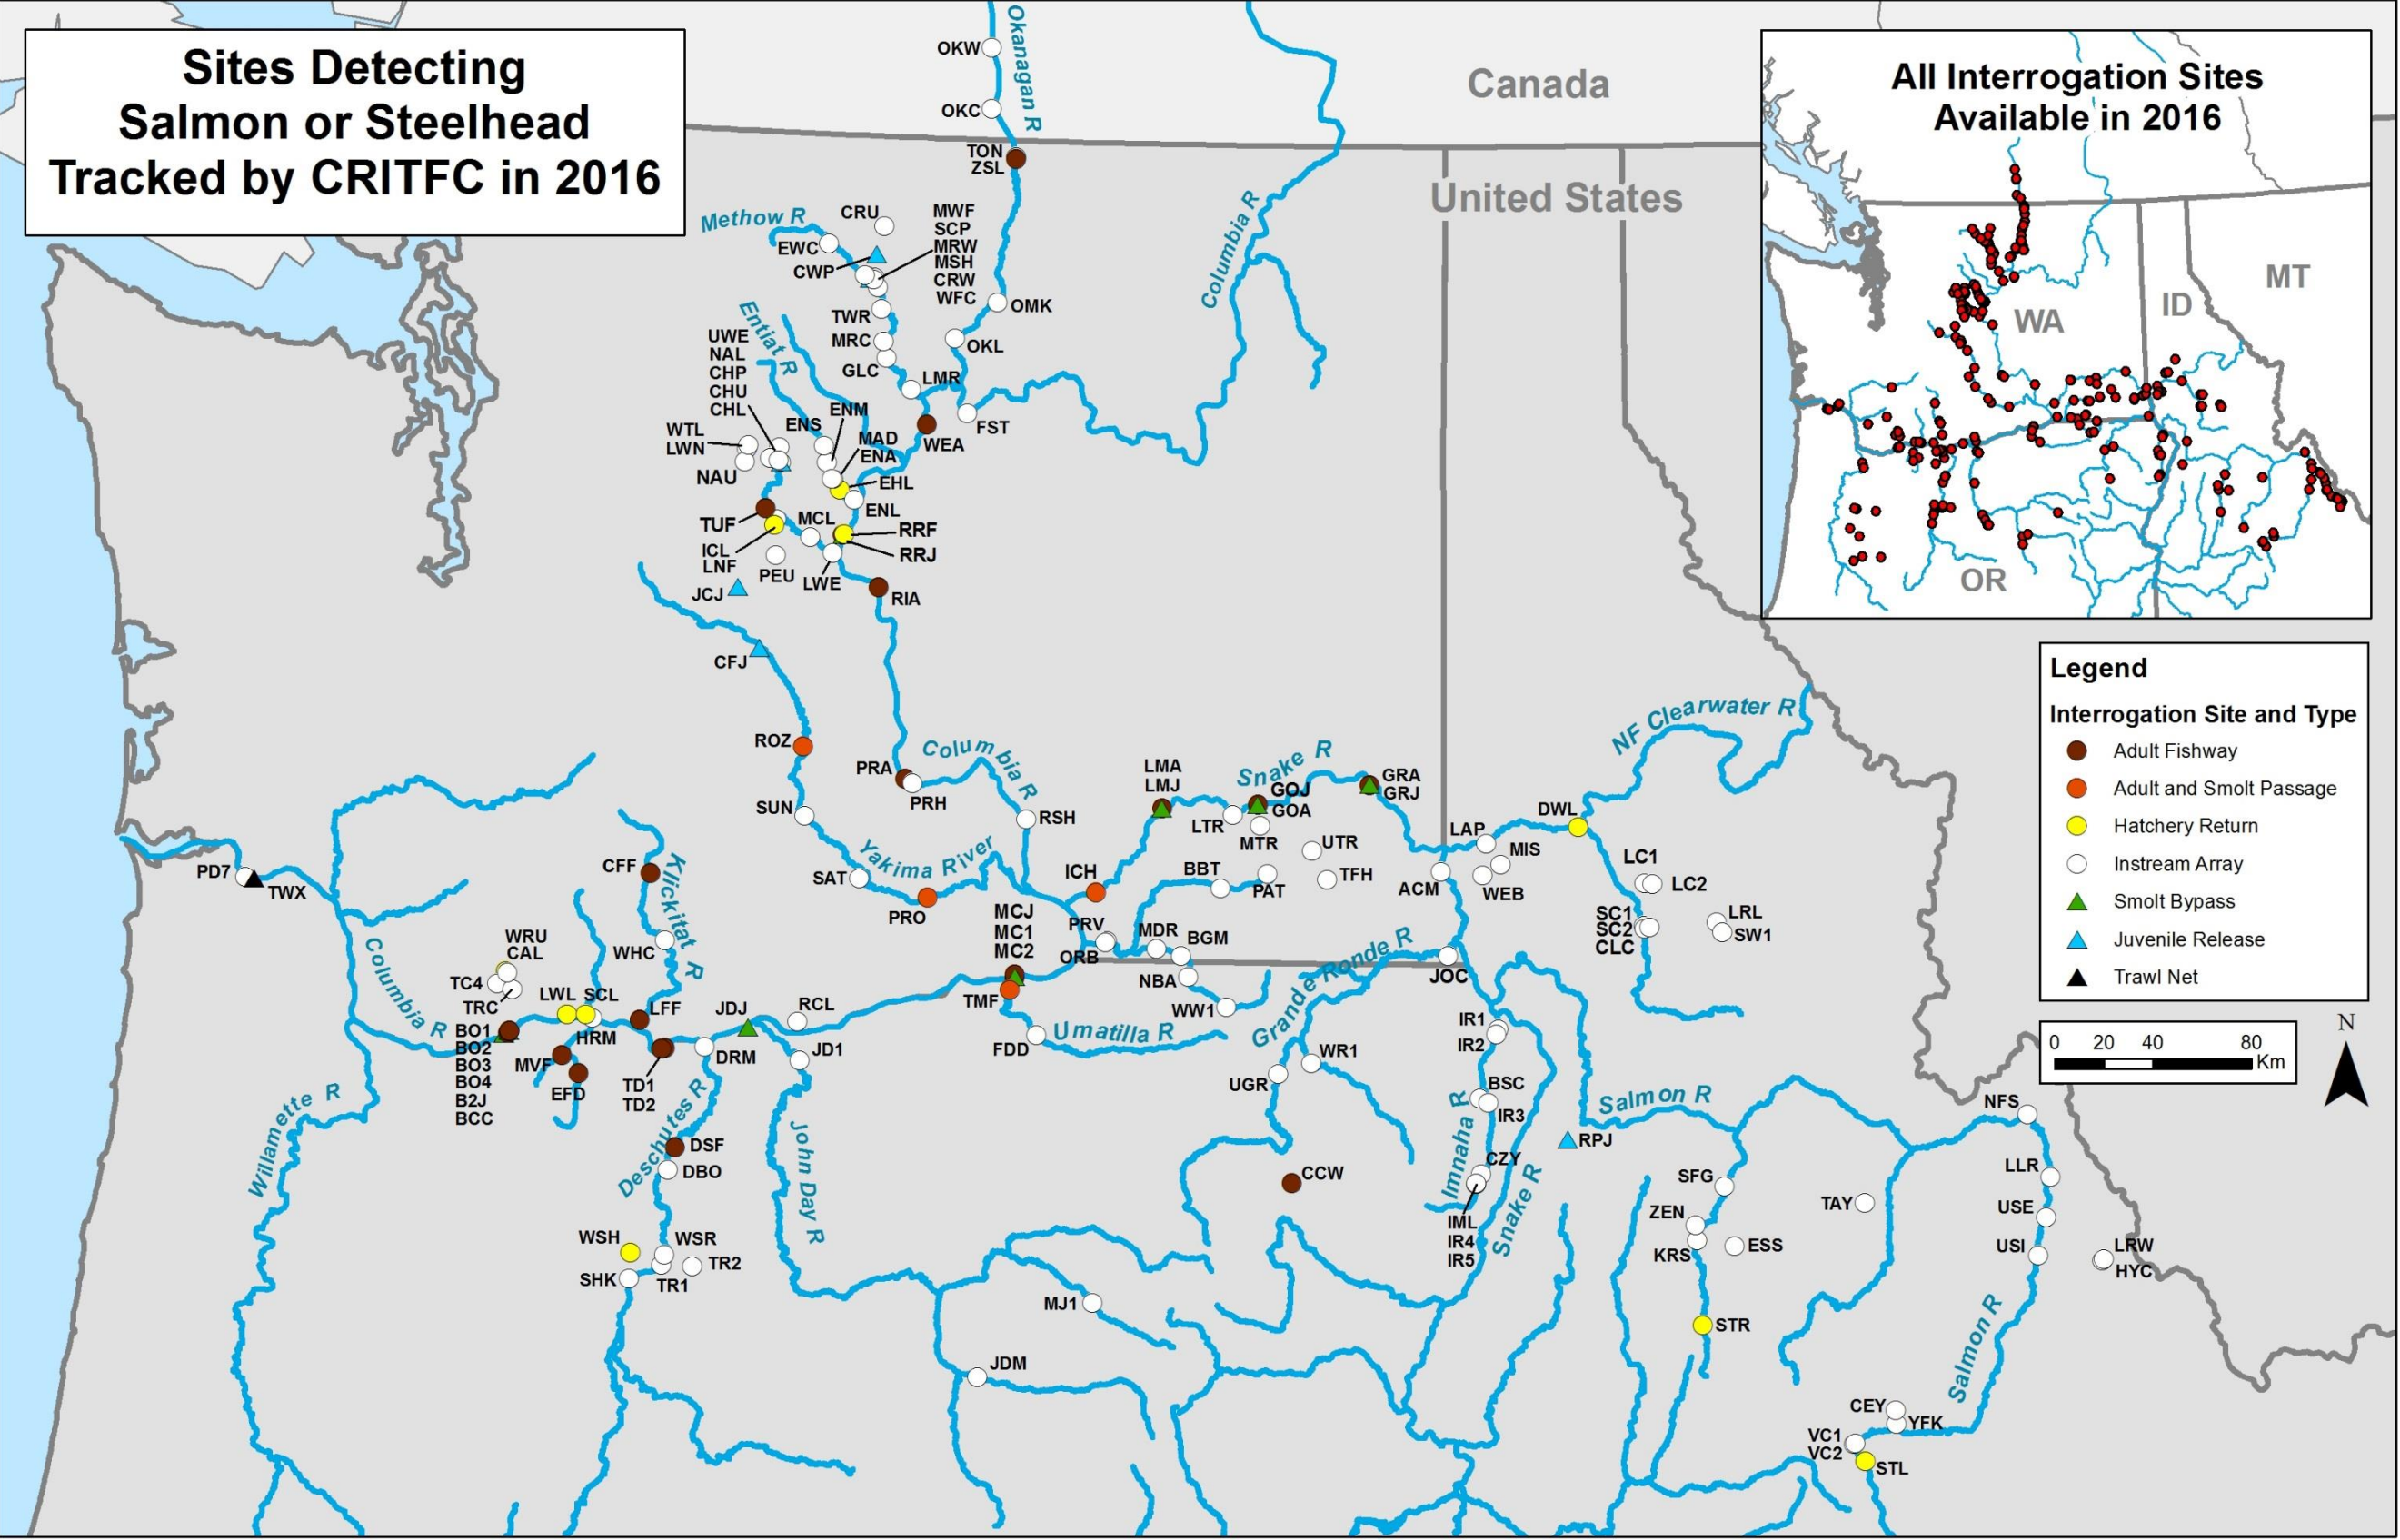 Sites Detecting
Salmon or Steelhead
Tracked by CRITFC in 2016
All Interrogation Sites
Available in 2016
WA
ID
MT
OR
Canada
United States
Okanagan R
OKW
OKC
TON
ZSL
Methow R
CRU
EWC
CWP
MWF
SCP
MRW
MSH
CRW
WFC
TWR
MRC
GLC
OMK
OKL
LMR
FST
WEA
Columbia R
Entiat R
UWE
NAL
CHP
CHU
CHL
WTL
LWN
NAU
ENS
ENM
MAD
ENA
EHL
ENL
TUF
MCL
RRF
RRJ
ICL
LNF
PEU
LWE
JCJ
RIA
CFJ
ROZ
PRA
PRH
Columbia R
RSH
SUN
Yakima River
SAT
PRO
ICH
LMA
LMJ
Snake R
GOJ
GOA
GRA
GRJ
LTR
MTR
UTR
TFH
BBT
PAT
LAP
MIS
WEB
ACM
DWL
NF Clearwater R
LC1
LC2
SC1
SC2
CLC
LRL
SW1
PD7
TWX
CFF
Klickitat R
WHC
WRU
CAL
TC4
TRC
LWL
SCL
HRM
LFF
BO1
BO2
BO3
BO4
B2J
BCC
MVF
EFD
TD1
TD2
JDJ
DRM
RCL
JD1
MCJ
MC1
MC2
TMF
FDD
Umatilla R
PRV
ORB
MDR
BGM
NBA
WW1
Grande Ronde R
JOC
UGR
WR1
IR1
IR2
BSC
IR3
Imnaha R
CZY
IML
IR4
IR5
Snake R
CCW
RPJ
Salmon R
SFG
ZEN
KRS
ESS
STR
TAY
NFS
LLR
USE
USI
LRW
HYC
Salmon R
CEY
YFK
VC1
VC2
STL
Columbia R
Willamette R
Deschutes R
DSF
DBO
WSH
WSR
SHK
TR1
TR2
John Day R
MJ1
JDM
Legend
Interrogation Site and Type
Adult Fishway
Adult and Smolt Passage
Hatchery Return
Instream Array
Smolt Bypass
Juvenile Release
Trawl Net
0 20 40 80
Km
N